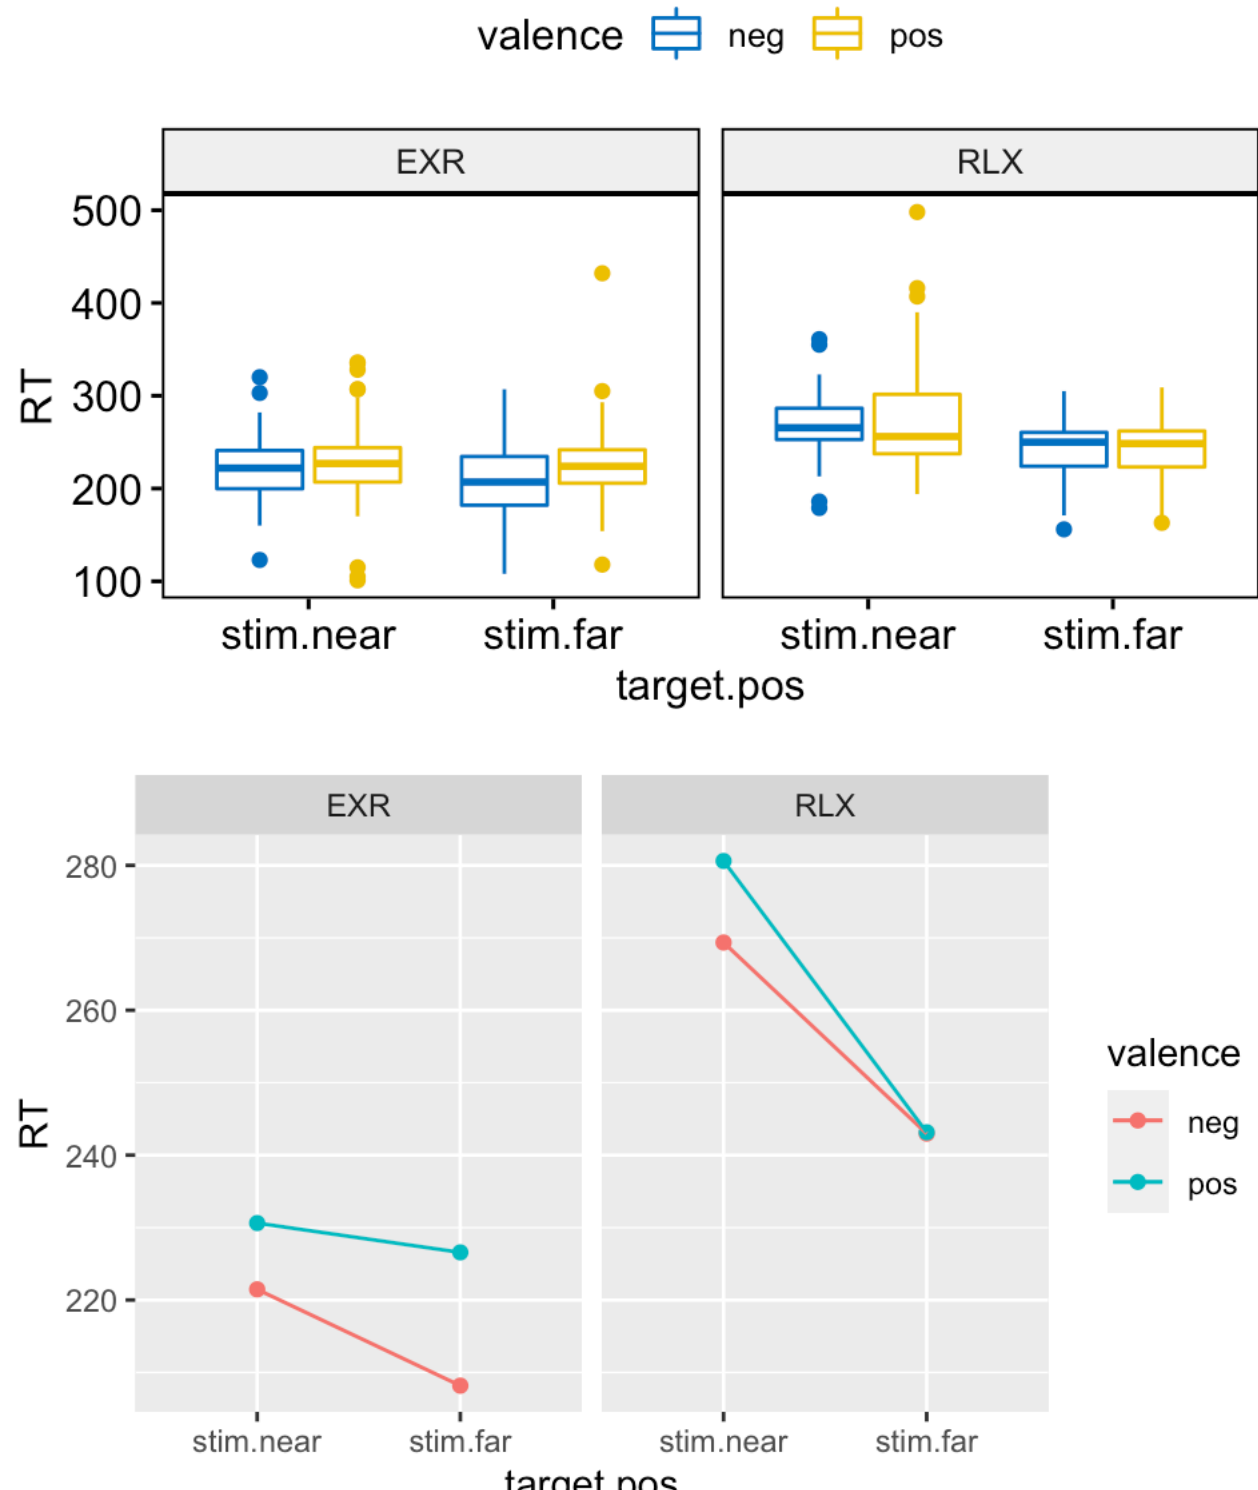 valence neg pos
EXR RLX
500
400
300
200
100
RT
stim.near stim.far stim.near stim.far
target.pos
EXR RLX
280
260
240
220
RT
valence
neg
pos
stim.near stim.far stim.near stim.far
target.pos